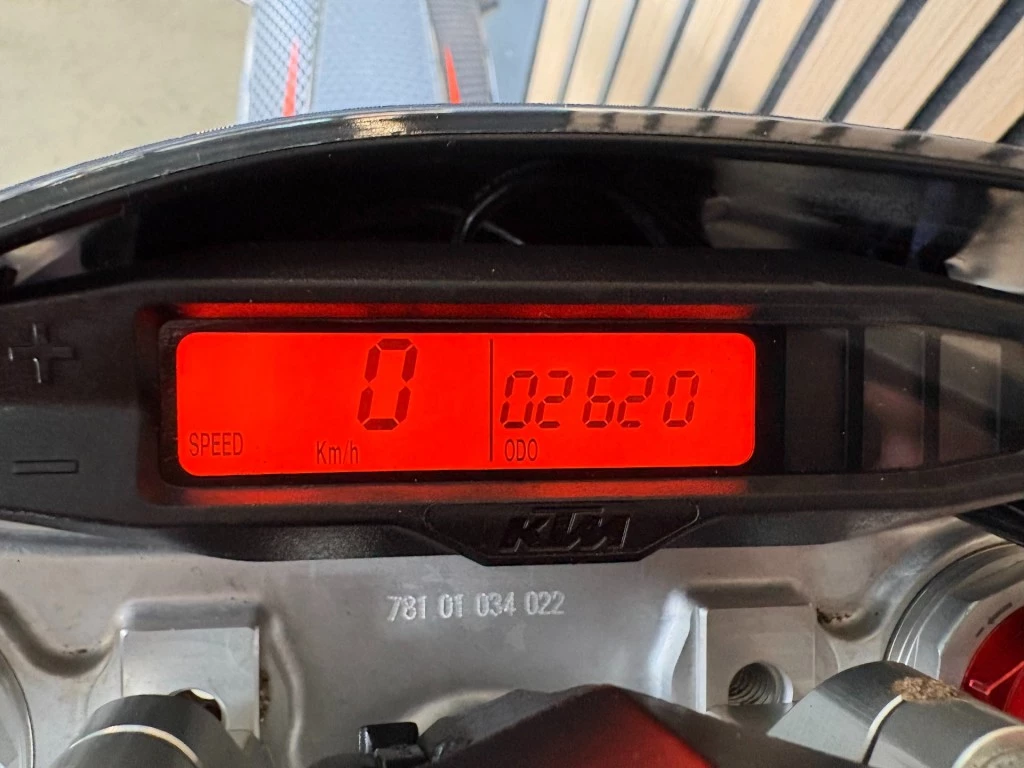 0 02620
SPEED Km/h ODO
KTM
781 01 034 022